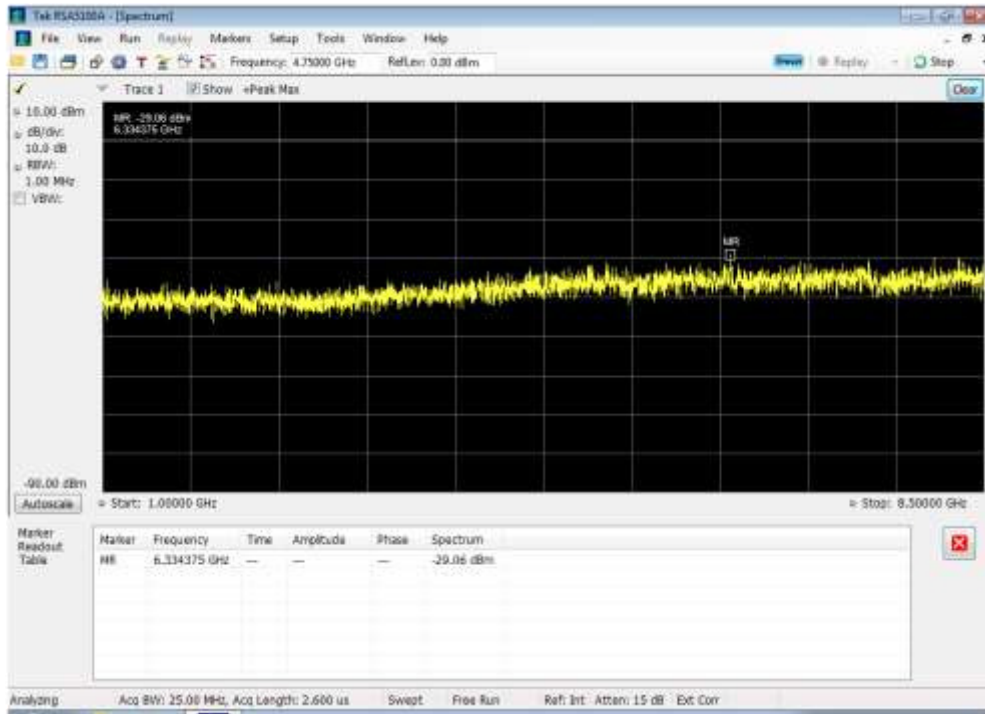 Tek RSA5100A - [Spectrum]
File View Run Replay Markers Setup Tools Window Help
Frequency: 4.75000 GHz RefLev: 0.00 dBm Preset Replay Stop
Trace 1 Show +Peak Max Clear
10.00 dBm
dB/div:
10.0 dB
RBW:
1.00 MHz
VBW:
MR: -29.06 dBm
6.334375 GHz
MR
-90.00 dBm
Autoscale Start: 1.00000 GHz Stop: 8.50000 GHz
Marker
Readout
Table
Marker Frequency Time Amplitude Phase Spectrum
MR 6.334375 GHz --- --- --- -29.06 dBm
Analyzing Acq BW: 25.00 MHz, Acq Length: 2.600 us Swept Free Run Ref: Int Atten: 15 dB Ext Corr